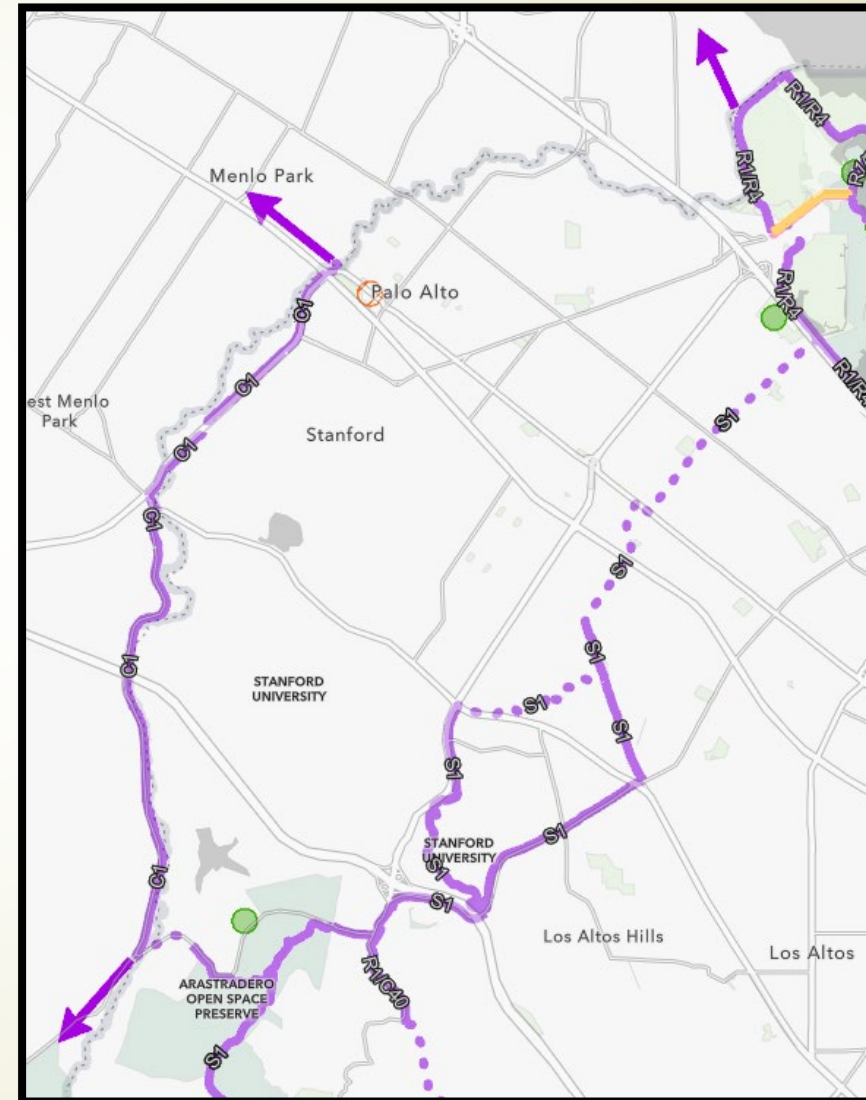 R1/R4
Menlo Park
R1/R4
Palo Alto
C1
R1/R4
C1
est Menlo
Park
S1
Stanford
C1
C1
S1
S1
C1
STANFORD
UNIVERSITY
S1
S1
S1
S1
STANFORD
UNIVERSITY
S1
C1
S1
Los Altos Hills
Los Altos
R1/C40
ARASTRADERO
OPEN SPACE
PRESERVE
S1